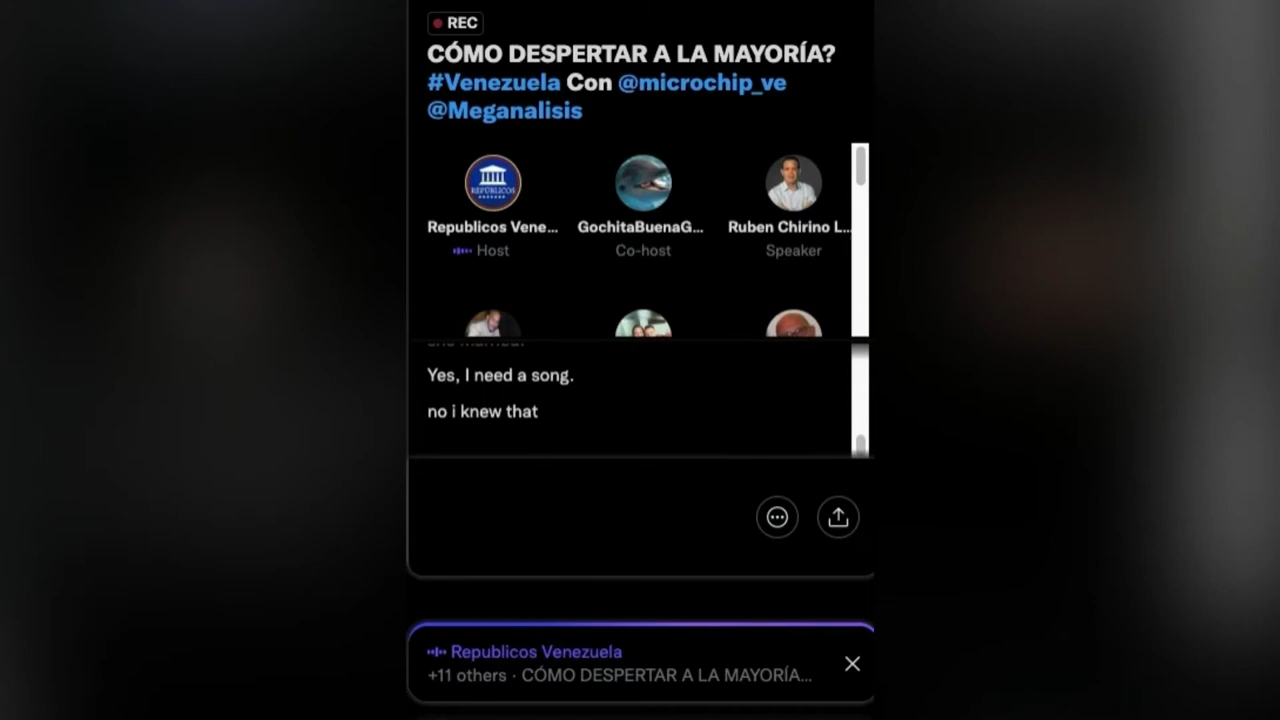 REC
CÓMO DESPERTAR A LA MAYORÍA?
#Venezuela Con @microchip_ve
@Meganalisis
REPÚBLICOS
Republicos Vene... GochitaBuenaG... Ruben Chirino L...
Host Co-host Speaker
Yes, I need a song.
no i knew that
Republicos Venezuela
+11 others · CÓMO DESPERTAR A LA MAYORÍA...